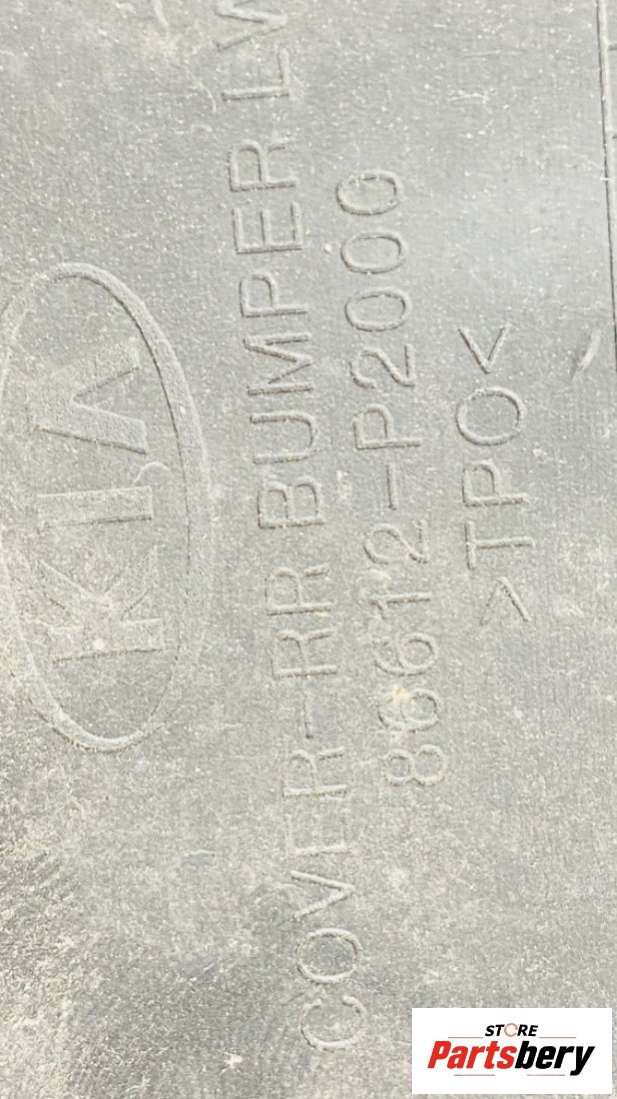 KIA
COVER-RR BUMPER LW
86612-P2000
>TPO<
STORE
Partsbery